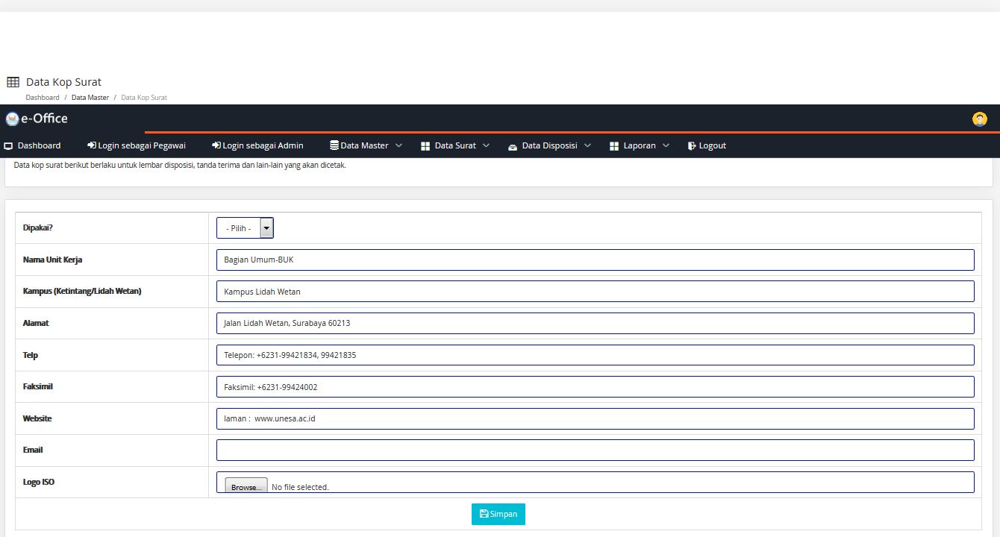 Data Kop Surat
Dashboard / Data Master / Data Kop Surat
e-Office
Dashboard Login sebagai Pegawai Login sebagai Admin Data Master Data Surat Data Disposisi Laporan Logout
Data kop surat berikut berlaku untuk lembar disposisi, tanda terima dan lain-lain yang akan dicetak.
Dipakai? - Pilih -
Nama Unit Kerja Bagian Umum-BUK
Kampus (Ketintang/Lidah Wetan) Kampus Lidah Wetan
Alamat Jalan Lidah Wetan, Surabaya 60213
Telp Telepon: +6231-99421834, 99421835
Faksimil Faksimil: +6231-99424002
Website laman : www.unesa.ac.id
Email
Logo ISO Browse... No file selected.
Simpan